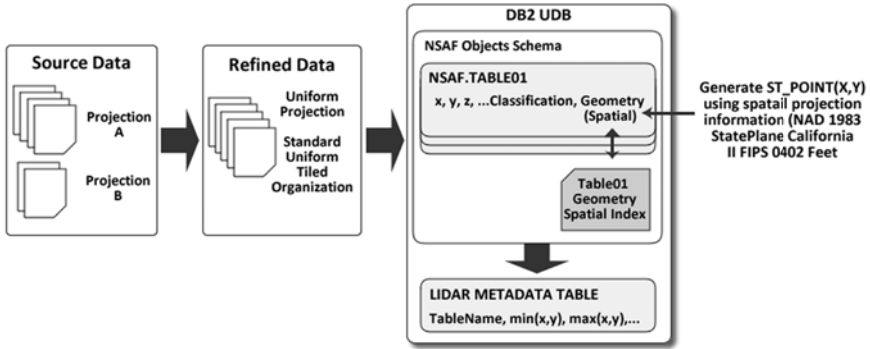 Source Data
Projection
A
Projection
B
Refined Data
Uniform
Projection
Standard
Uniform
Tiled
Organization
DB2 UDB
NSAF Objects Schema
NSAF.TABLE01
x, y, z, ...Classification, Geometry
(Spatial)
Table01
Geometry
Spatial Index
LIDAR METADATA TABLE
TableName, min(x,y), max(x,y),...
Generate ST_POINT(X,Y)
using spatail projection
information (NAD 1983
StatePlane California
II FIPS 0402 Feet